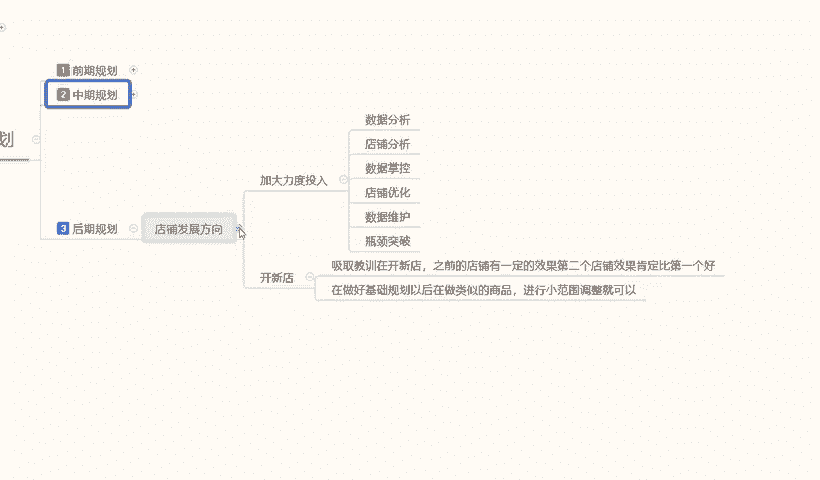 1 前期规划
2 中期规划
划
3 后期规划
店铺发展方向
加大力度投入
数据分析
店铺分析
数据掌控
店铺优化
数据维护
瓶颈突破
开新店
吸取教训在开新店，之前的店铺有一定的效果第二个店铺效果肯定比第一个好
在做好基础规划以后在做类似的商品，进行小范围调整就可以